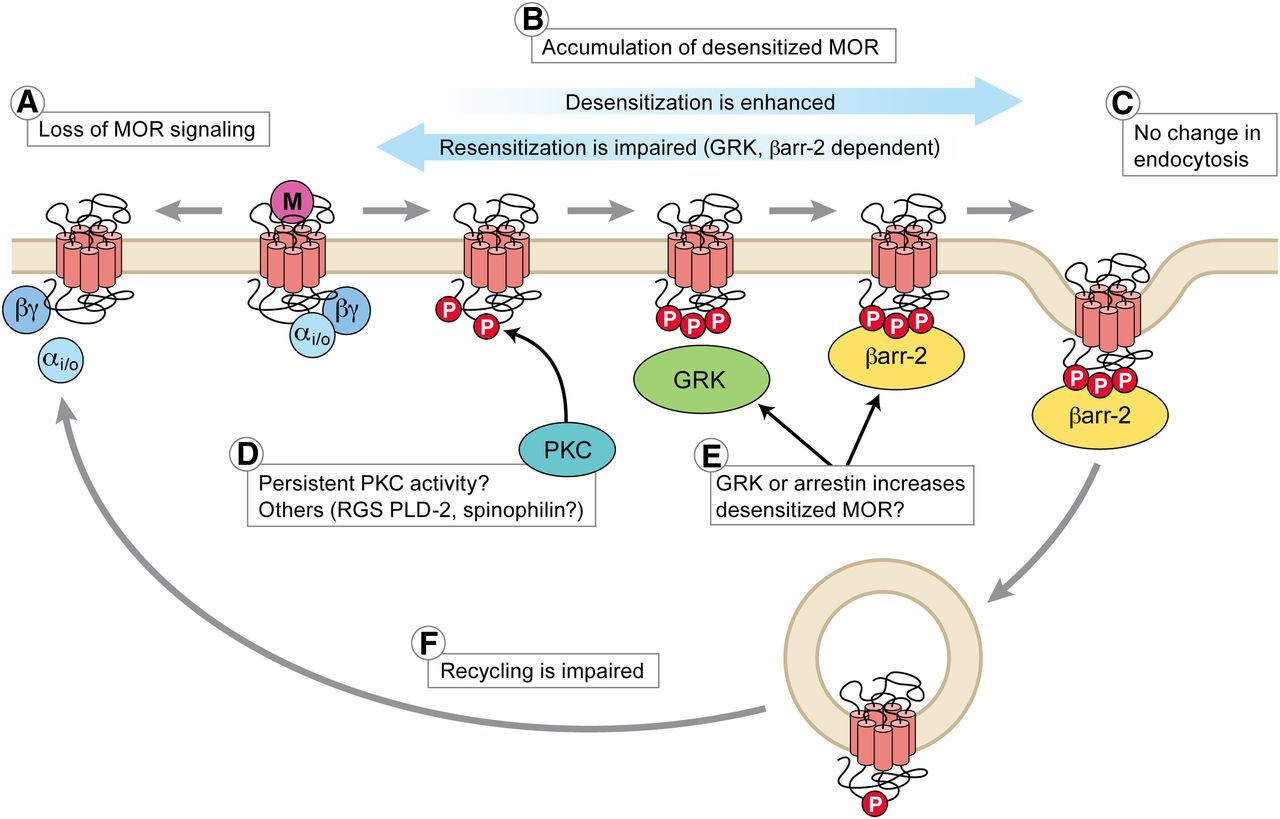 B
Accumulation of desensitized MOR
Desensitization is enhanced
A
Loss of MOR signaling
Resensitization is impaired (GRK, βarr-2 dependent)
C
No change in
endocytosis
M
βγ
αi/o
βγ
αi/o
P
P
P
P
P
GRK
P
P
P
βarr-2
P
P
P
βarr-2
PKC
D
Persistent PKC activity?
Others (RGS PLD-2, spinophilin?)
E
GRK or arrestin increases
desensitized MOR?
F
Recycling is impaired
P